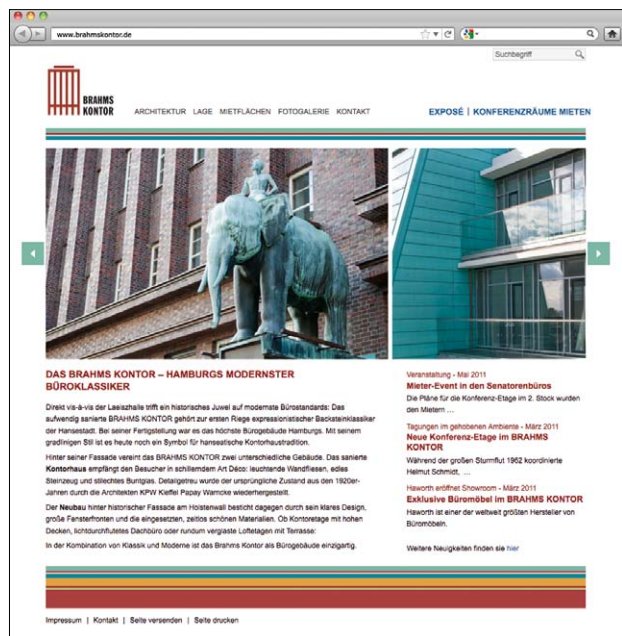 www.brahmskontor.de
Suchbegriff
BRAHMS
KONTOR
ARCHITEKTUR LAGE MIETFLÄCHEN FOTOGALERIE KONTAKT
EXPOSÉ | KONFERENZRÄUME MIETEN
DAS BRAHMS KONTOR – HAMBURGS MODERNSTER
BÜROKLASSIKER
Direkt vis-à-vis der Laeiszhalle trifft ein historisches Juwel auf modernste Bürostandards: Das
aufwendig sanierte BRAHMS KONTOR gehört zur ersten Riege expressionistischer Backsteinklassiker
der Hansestadt. Bei seiner Fertigstellung war es das höchste Bürogebäude Hamburgs. Mit seinem
gradlinigen Stil ist es heute noch ein Symbol für hanseatische Kontorhaustradition.
Hinter seiner Fassade vereint das BRAHMS KONTOR zwei unterschiedliche Gebäude. Das sanierte
Kontorhaus empfängt den Besucher in schillerndem Art Déco: leuchtende Wandfliesen, edles
Steinzeug und stilechtes Buntglas. Detailgetreu wurde der ursprüngliche Zustand aus den 1920er-
Jahren durch die Architekten KPW Kieffel Papay Warncke wiederhergestellt.
Der Neubau hinter historischer Fassade am Holstenwall besticht dagegen durch sein klares Design,
große Fensterfronten und die eingesetzten, zeitlos schönen Materialien. Ob Kontoretage mit hohen
Decken, lichtdurchflutetes Dachbüro oder rundum verglaste Loftetagen mit Terrasse:
In der Kombination von Klassik und Moderne ist das Brahms Kontor als Bürogebäude einzigartig.
Veranstaltung - Mai 2011
Mieter-Event in den Senatorenbüros
Die Pläne für die Konferenz-Etage im 2. Stock wurden
den Mietern ...
Tagungen im gehobenen Ambiente - März 2011
Neue Konferenz-Etage im BRAHMS
KONTOR
Während der großen Sturmflut 1962 koordinierte
Helmut Schmidt, ...
Haworth eröffnet Showroom - März 2011
Exklusive Büromöbel im BRAHMS KONTOR
Haworth ist einer der weltweit größten Hersteller von
Büromöbeln.
Weitere Neuigkeiten finden sie hier
Impressum | Kontakt | Seite versenden | Seite drucken